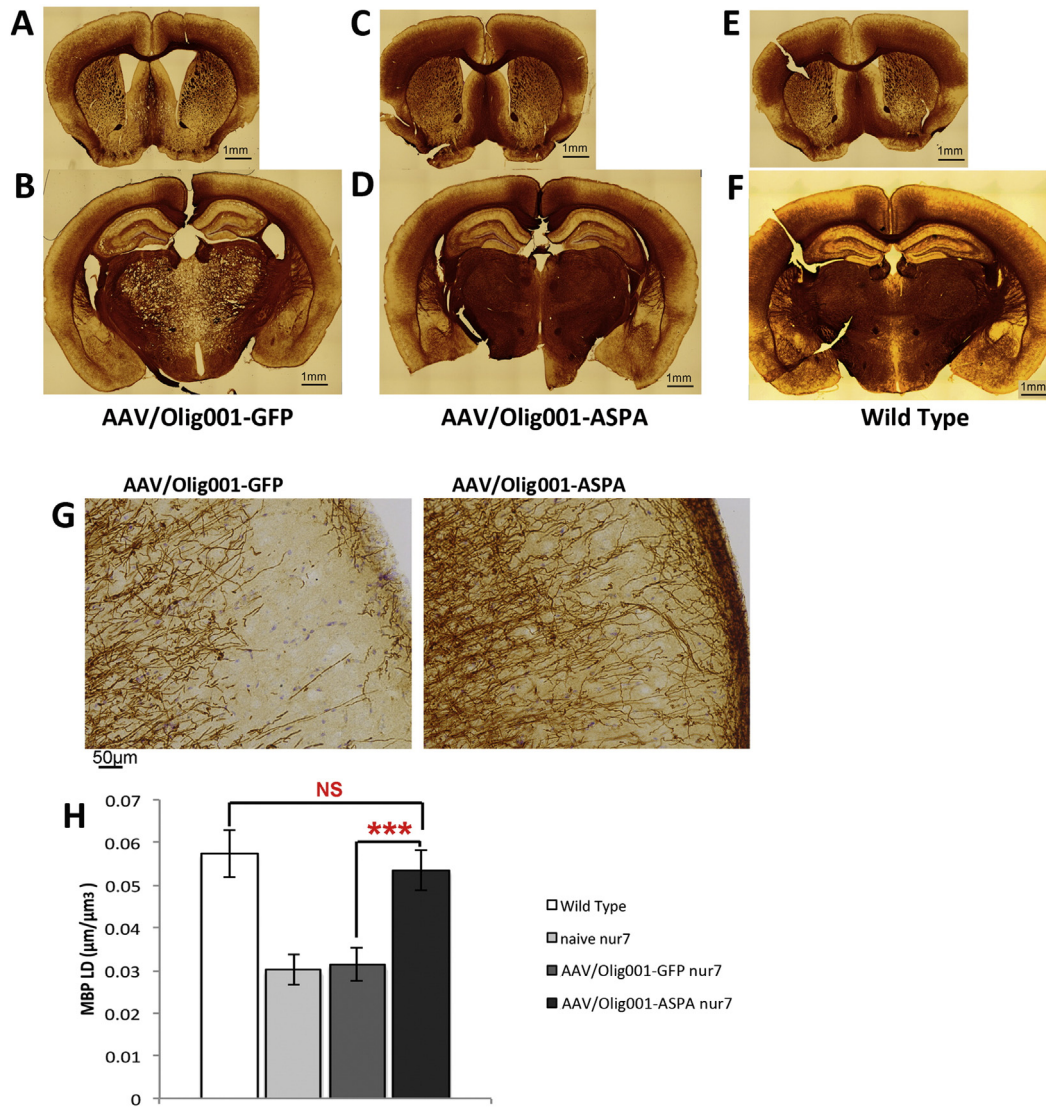 A
C
E
1mm
1mm
1mm
B
D
F
1mm
1mm
1mm
AAV/Olig001-GFP
AAV/Olig001-ASPA
Wild Type
AAV/Olig001-GFP
AAV/Olig001-ASPA
G
50µm
H
NS
***
MBP LD (µm/µm3 )
0.07
0.06
0.05
0.04
0.03
0.02
0.01
0
Wild Type
naive nur7
AAV/Olig001-GFP nur7
AAV/Olig001-ASPA nur7